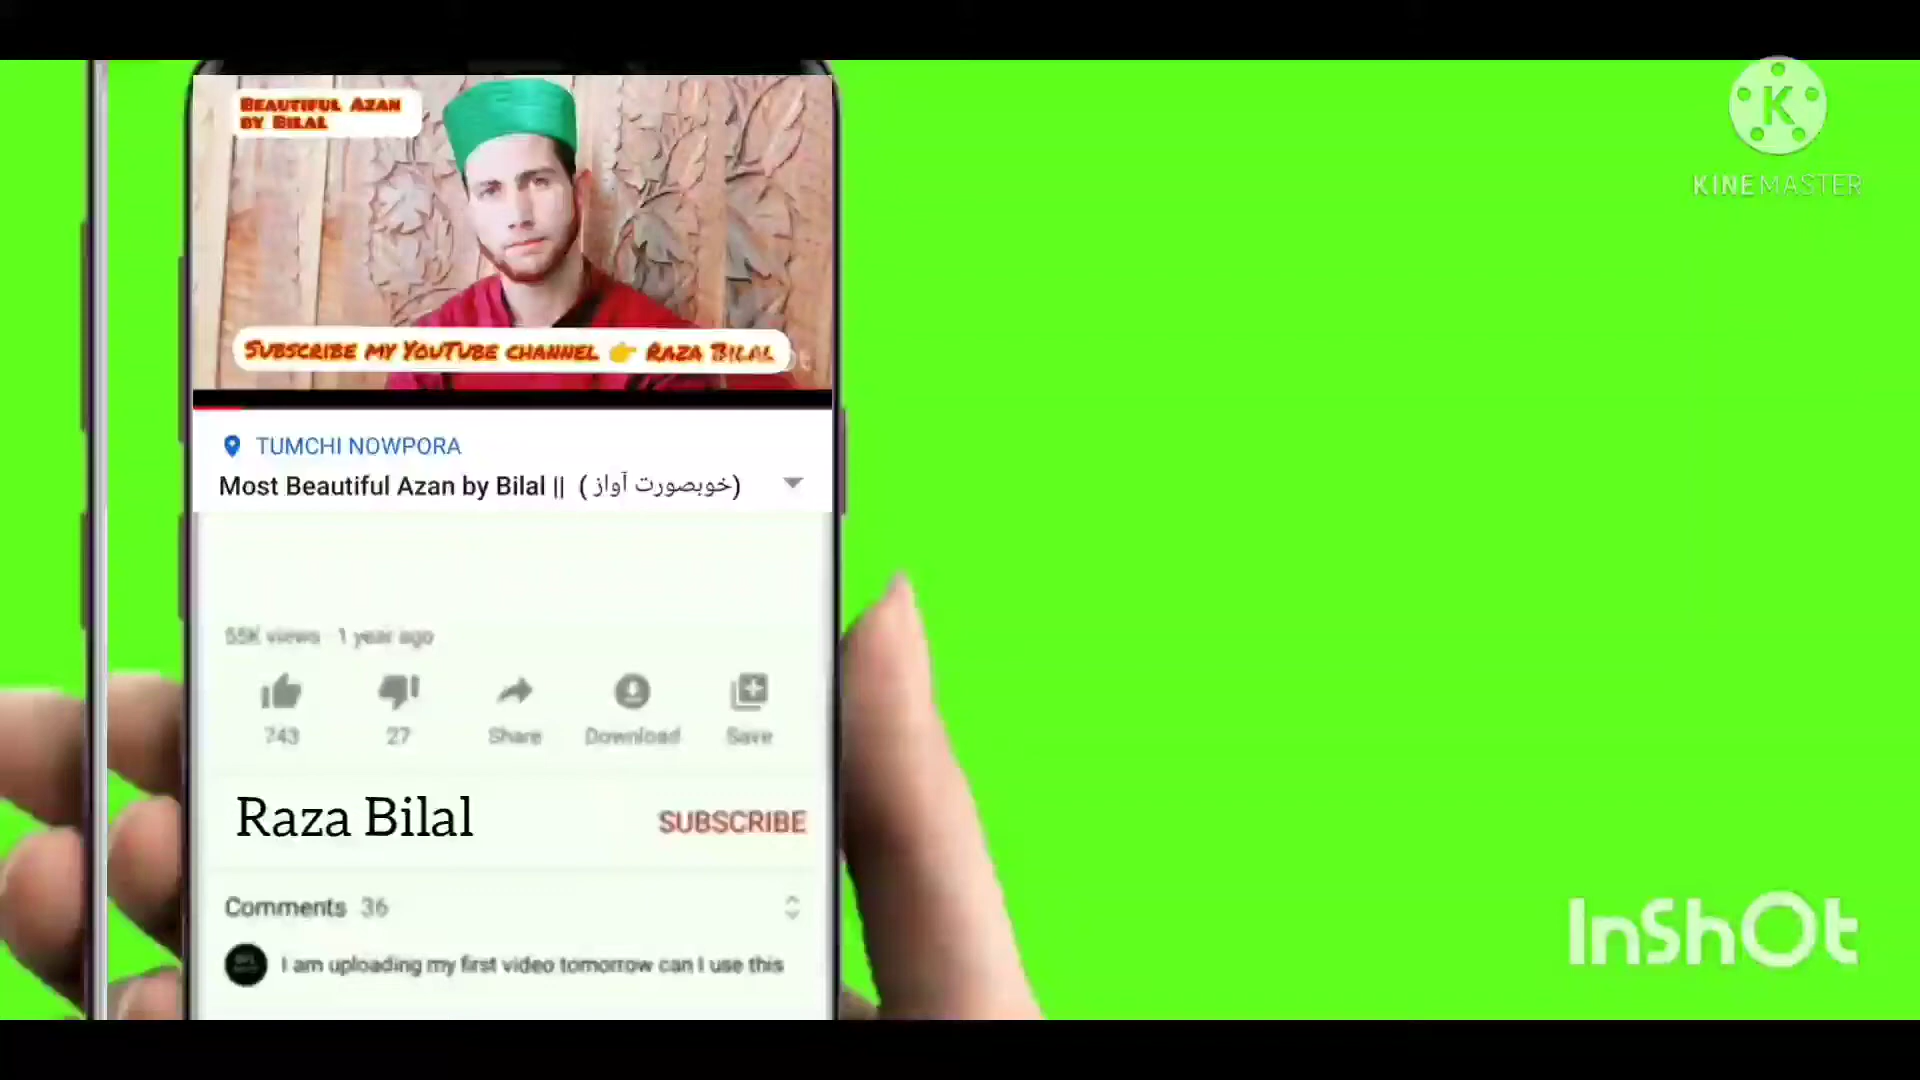 BEAUTIFUL AZAN
BY BILAL
SUBSCRIBE MY YOUTUBE CHANNEL 👉 RAZA BILAL
TUMCHI NOWPORA
Most Beautiful Azan by Bilal || (خوبصورت آواز)
55K views · 1 year ago
743
27
Share
Download
Save
Raza Bilal
SUBSCRIBE
Comments 36
I am uploading my first video tomorrow can I use this
K
KINEMASTER
InShOt